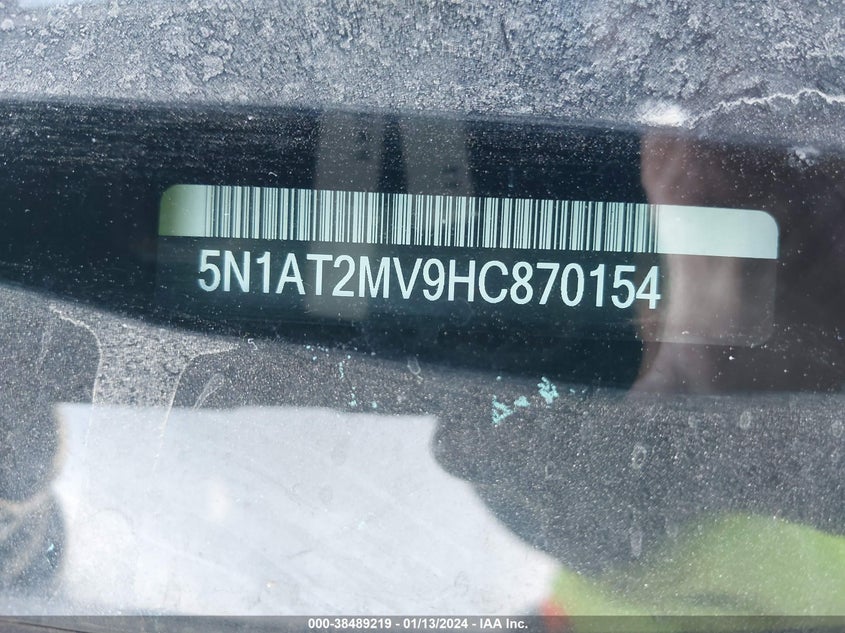 5N1AT2MV9HC870154
000-38489219 - 01/13/2024 - IAA Inc.